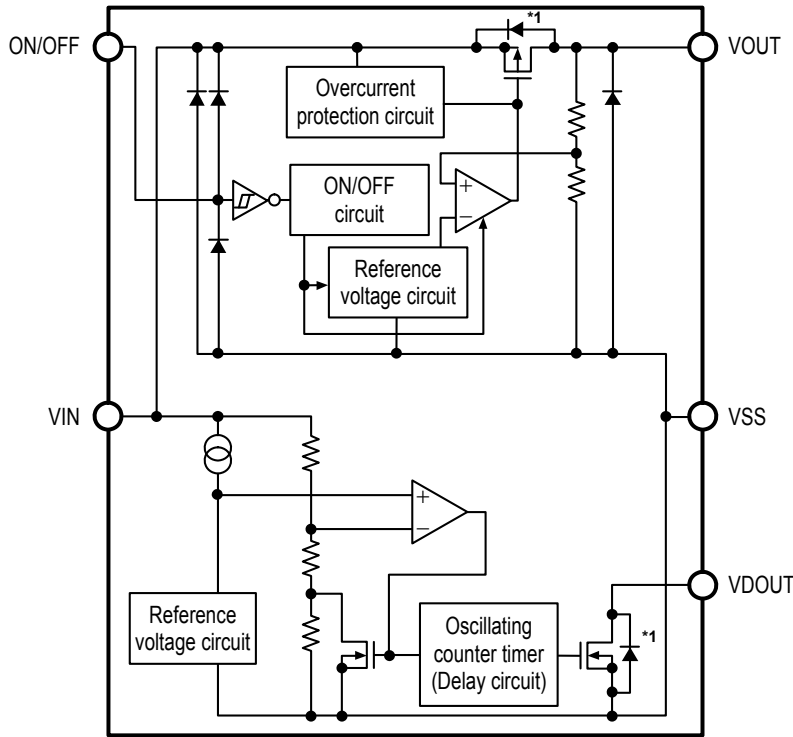 *1
ON/OFF
VOUT
Overcurrent
protection circuit
ON/OFF
circuit
+
−
Reference
voltage circuit
VIN
VSS
+
−
VDOUT
Reference
voltage circuit
Oscillating
counter timer
(Delay circuit)
*1